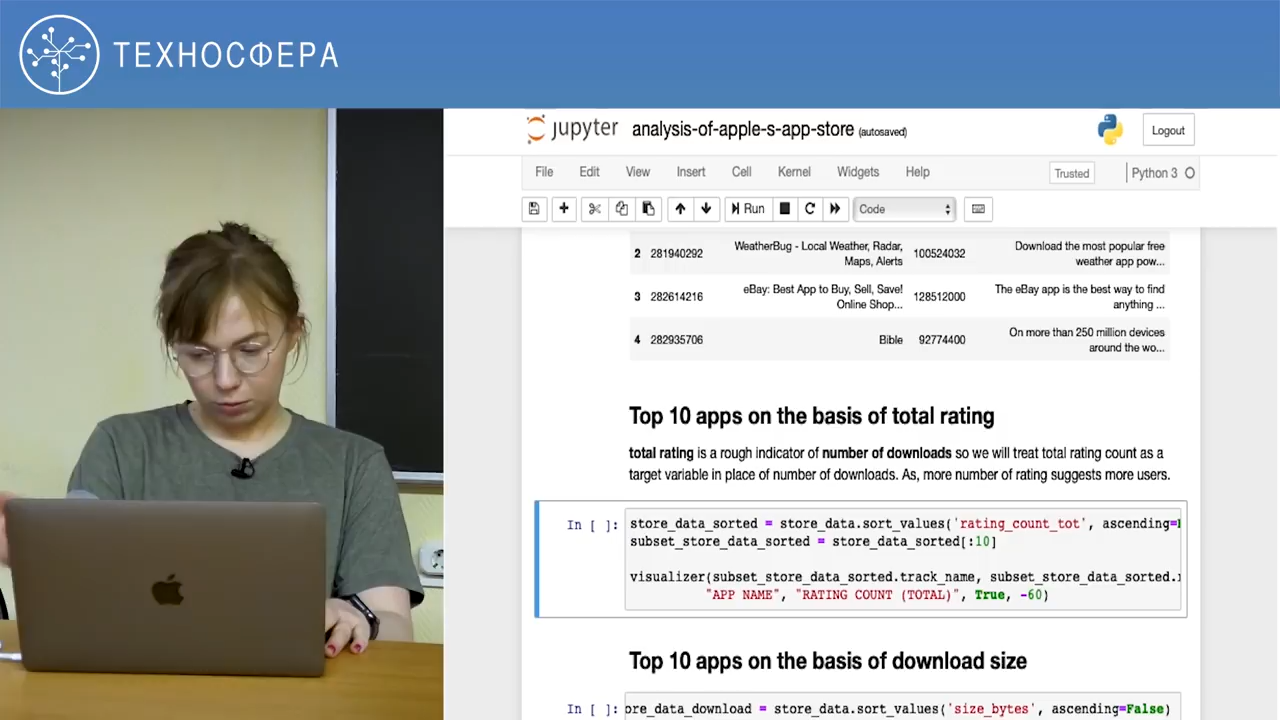 ТЕХНОСФЕРА
jupyter analysis-of-apple-s-app-store (autosaved) Logout
File Edit View Insert Cell Kernel Widgets Help Trusted Python 3
Run Code
2 281940292 WeatherBug - Local Weather, Radar, Maps, Alerts 100524032 Download the most popular free weather app pow...
3 282614216 eBay: Best App to Buy, Sell, Save! Online Shop... 128512000 The eBay app is the best way to find anything ...
4 282935706 Bible 92774400 On more than 250 million devices around the wo...
Top 10 apps on the basis of total rating
total rating is a rough indicator of number of downloads so we will treat total rating count as a
target variable in place of number of downloads. As, more number of rating suggests more users.
In [ ]: store_data_sorted = store_data.sort_values('rating_count_tot', ascending=
subset_store_data_sorted = store_data_sorted[:10]
visualizer(subset_store_data_sorted.track_name, subset_store_data_sorted.
"APP NAME", "RATING COUNT (TOTAL)", True, -60)
Top 10 apps on the basis of download size
In [ ]: ore_data_download = store_data.sort_values('size_bytes', ascending=False)